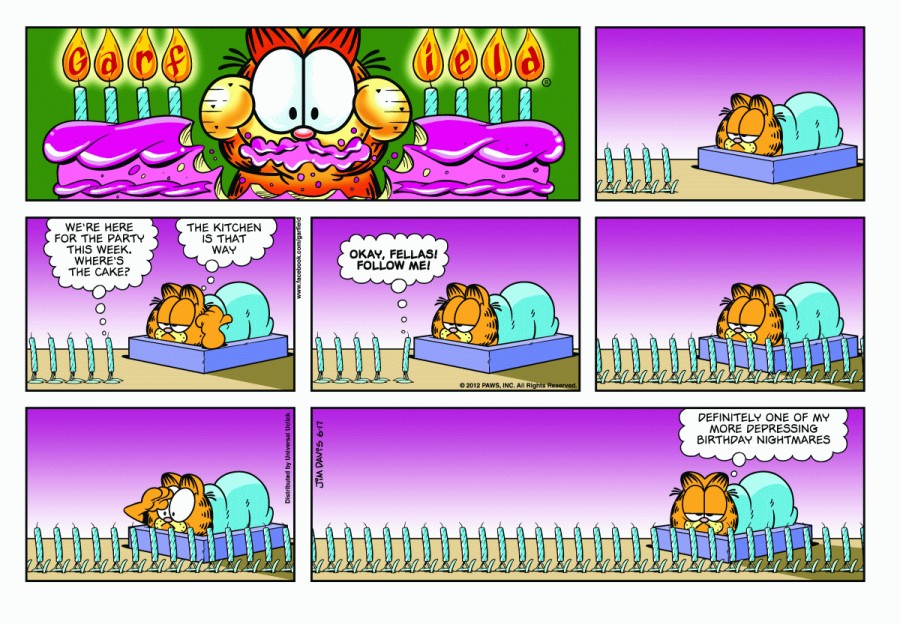 Garf
ield
®
WE'RE HERE
FOR THE PARTY
THIS WEEK.
WHERE'S
THE CAKE?
THE KITCHEN
IS THAT
WAY
www.facebook.com/garfield
OKAY, FELLAS!
FOLLOW ME!
© 2012 PAWS, INC. All Rights Reserved.
Distributed by Universal Uclick
JIM DAVIS 6-17
DEFINITELY ONE OF MY
MORE DEPRESSING
BIRTHDAY NIGHTMARES